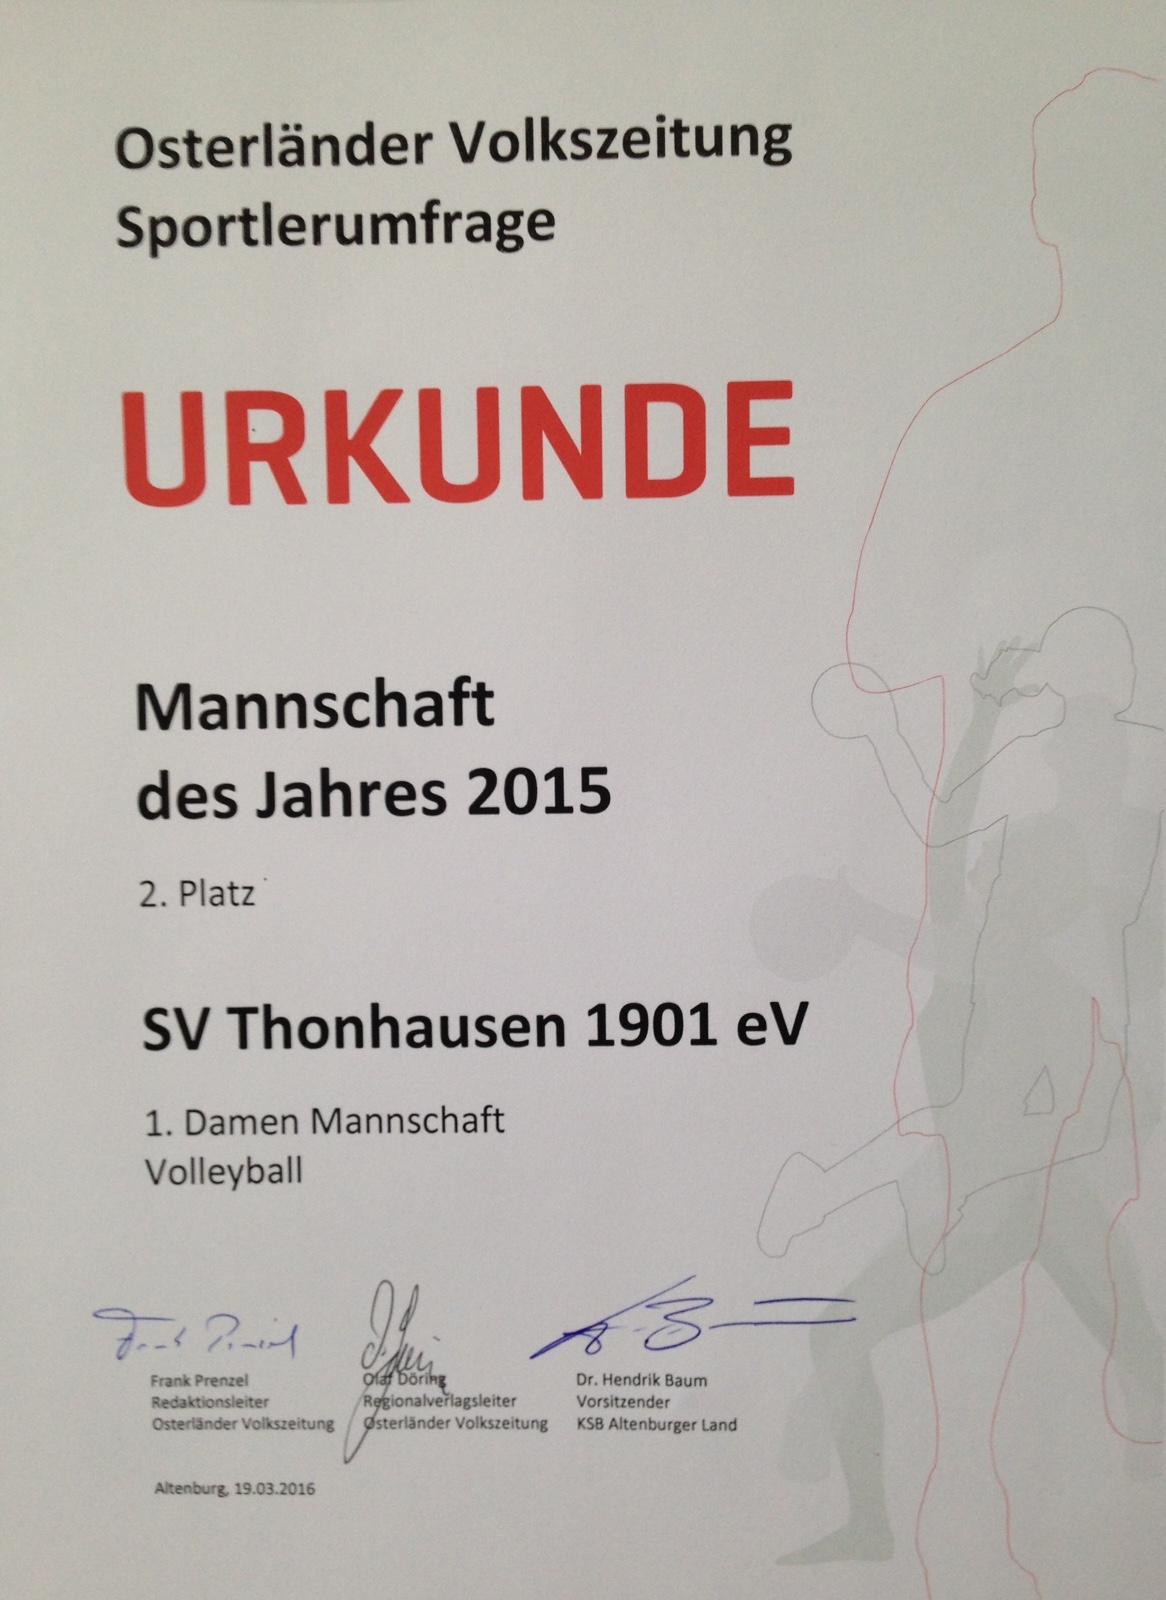 Osterländer Volkszeitung
Sportlerumfrage
URKUNDE
Mannschaft
des Jahres 2015
2. Platz
SV Thonhausen 1901 eV
1. Damen Mannschaft
Volleyball
Frank Prenzel
Redaktionsleiter
Osterländer Volkszeitung
Olaf Döring
Regionalverlagsleiter
Osterländer Volkszeitung
Dr. Hendrik Baum
Vorsitzender
KSB Altenburger Land
Altenburg, 19.03.2016